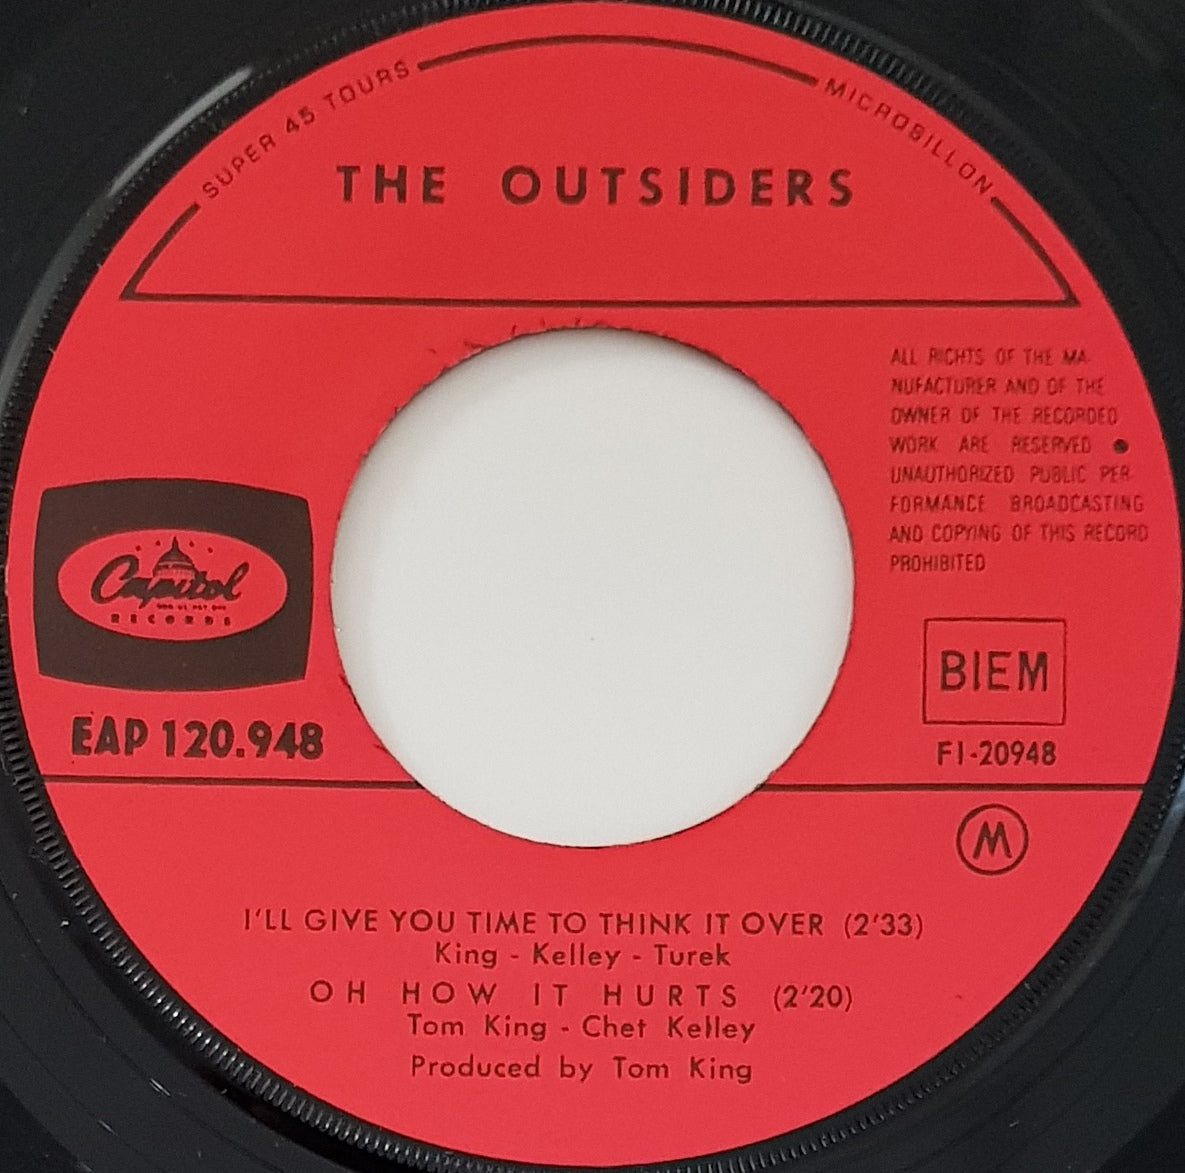 SUPER 45 TOURS
MICROSILLON
THE OUTSIDERS
ALL RIGHTS OF THE MA-
NUFACTURER AND OF THE
OWNER OF THE RECORDED
WORK ARE RESERVED ●
UNAUTHORIZED PUBLIC PER-
FORMANCE BROADCASTING
AND COPYING OF THIS RECORD
PROHIBITED
Capitol
RECORDS
EAP 120.948
BIEM
FI-20948
M
I'LL GIVE YOU TIME TO THINK IT OVER (2'33)
King - Kelley - Turek
OH HOW IT HURTS (2'20)
Tom King - Chet Kelley
Produced by Tom King